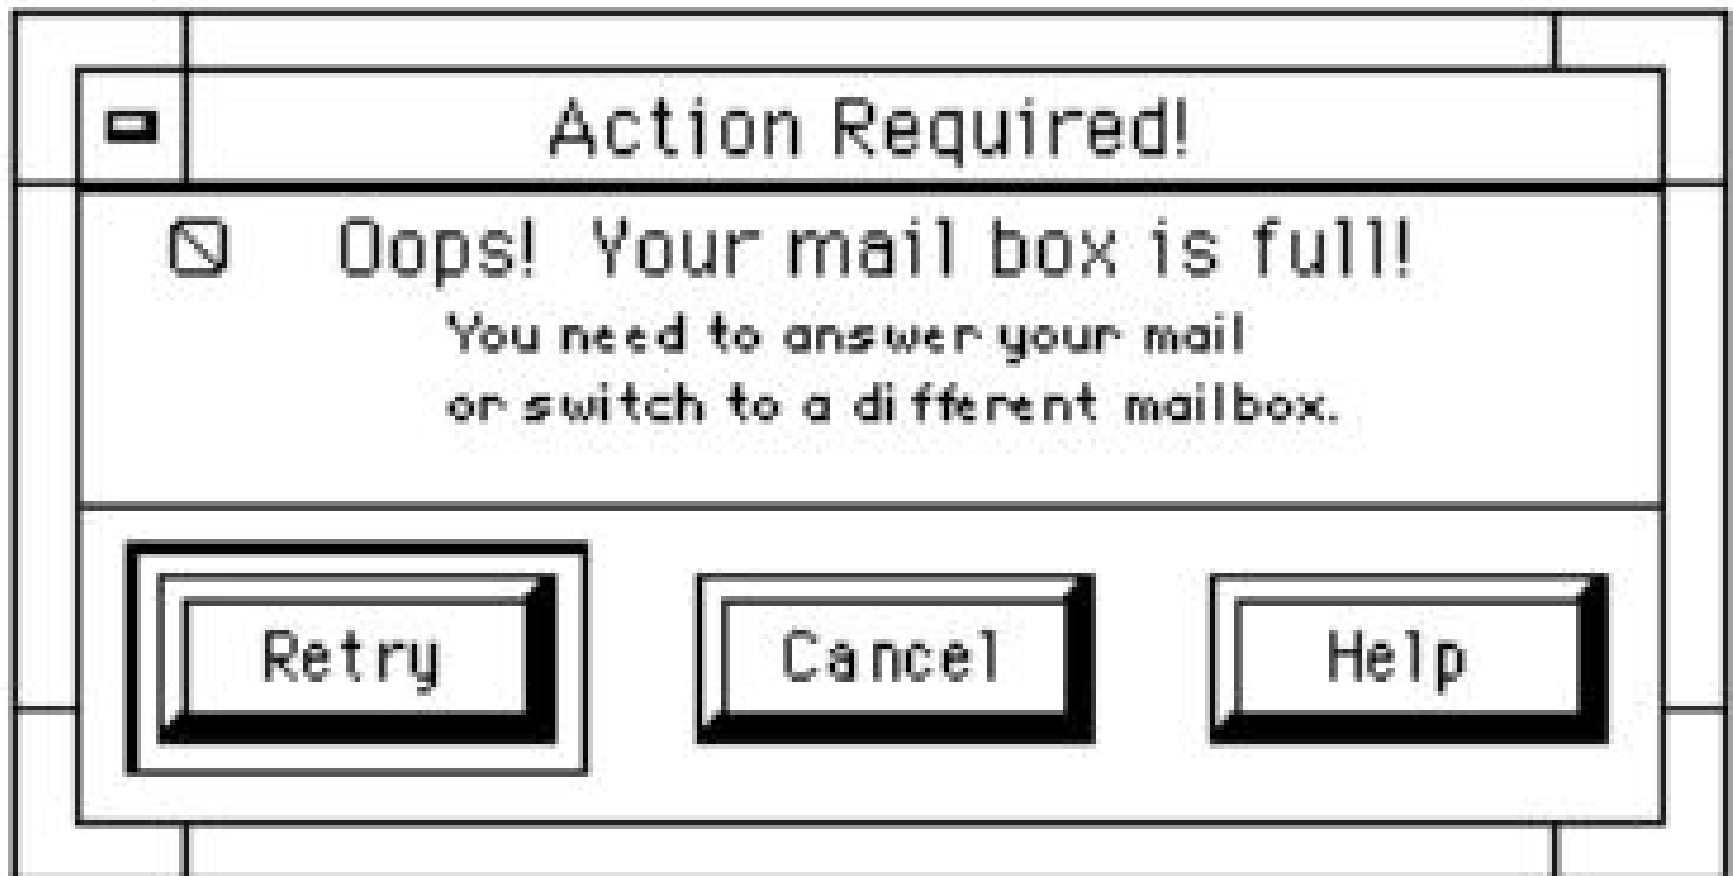 Action Required!
Oops! Your mail box is full!
You need to answer your mail
or switch to a different mailbox.
Retry Cancel Help